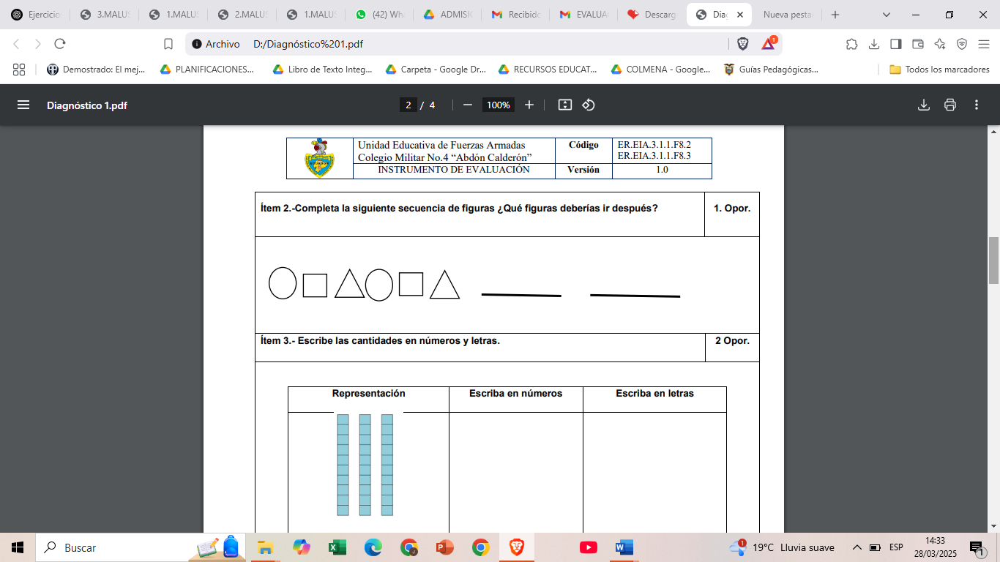 Ejercicio
3.MALUS
1.MALUS
2.MALUS
1.MALUS
(42) Wha
ADMISIO
Recibido
EVALUA
Descarg
Dia
Nueva pesta
Archivo D:/Diagnóstico%201.pdf
1
Demostrado: El mej...
PLANIFICACIONES...
Libro de Texto Integ...
Carpeta - Google Dr...
RECURSOS EDUCAT...
COLMENA - Google...
Guías Pedagógicas...
Todos los marcadores
Diagnóstico 1.pdf
2 / 4
100%
Unidad Educativa de Fuerzas Armadas
Colegio Militar No.4 “Abdón Calderón”
INSTRUMENTO DE EVALUACIÓN
Código
ER.EIA.3.1.1.F8.2
ER.EIA.3.1.1.F8.3
Versión
1.0
Ítem 2.-Completa la siguiente secuencia de figuras ¿Qué figuras deberías ir después?
1. Opor.
Ítem 3.- Escribe las cantidades en números y letras.
2 Opor.
Representación
Escriba en números
Escriba en letras
Buscar
1
19°C Lluvia suave
ESP
14:33
28/03/2025
1